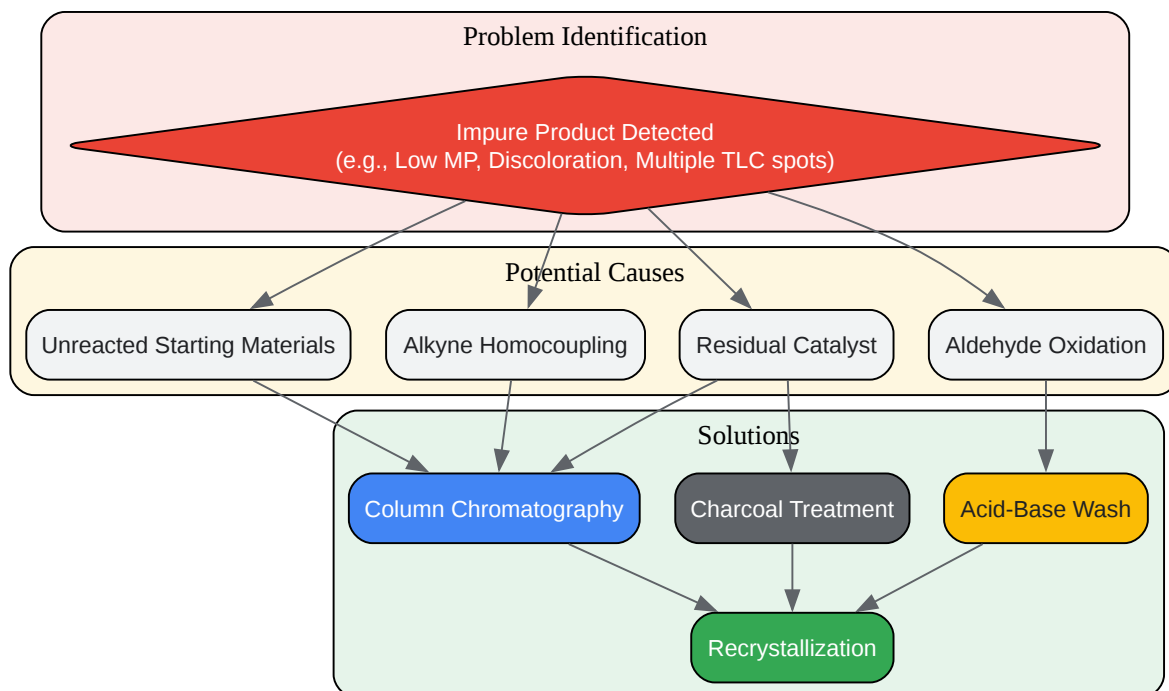 Problem Identification
Impure Product Detected
(e.g., Low MP, Discoloration, Multiple TLC spots)
Potential Causes
Unreacted Starting Materials
Alkyne Homocoupling
Residual Catalyst
Aldehyde Oxidation
Solutions
Column Chromatography
Charcoal Treatment
Acid-Base Wash
Recrystallization